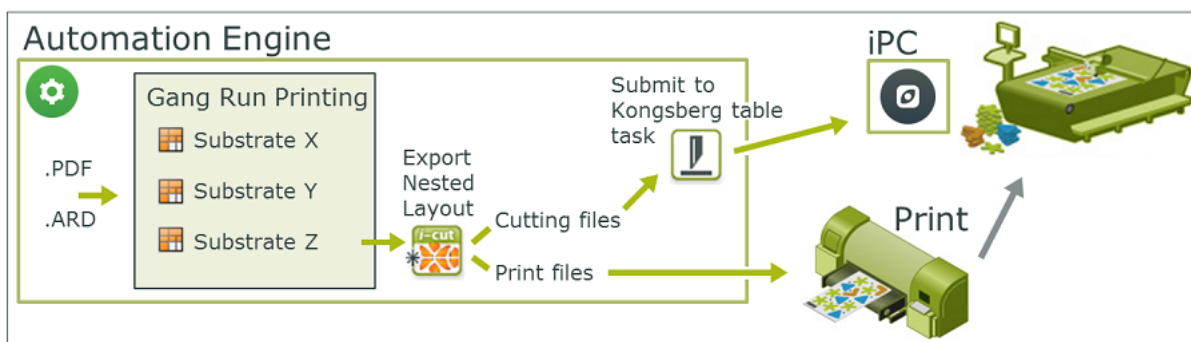 Automation Engine
iPC
Gang Run Printing
Substrate X
Substrate Y
Substrate Z
.PDF
.ARD
Export
Nested
Layout
i-cut
Cutting files
Print files
Submit to
Kongsberg table
task
Print